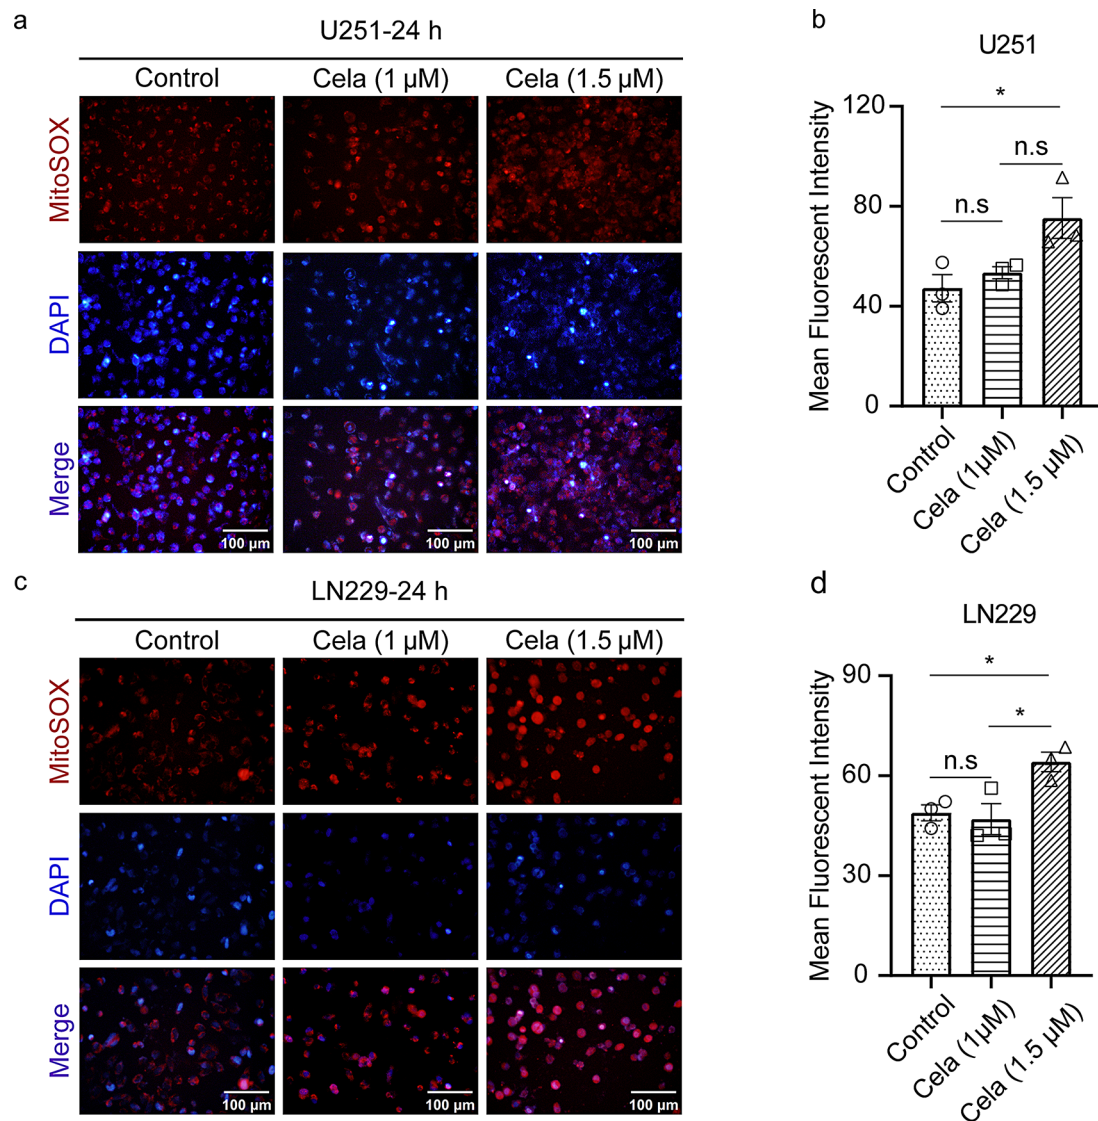 a
U251-24 h
Control
Cela (1 µM)
Cela (1.5 µM)
MitoSOX
DAPI
Merge
100 µm
100 µm
100 µm
b
U251
Mean Fluorescent Intensity
120
80
40
0
*
n.s
n.s
Control
Cela (1µM)
Cela (1.5 µM)
c
LN229-24 h
Control
Cela (1 µM)
Cela (1.5 µM)
MitoSOX
DAPI
Merge
100 µm
100 µm
100 µm
d
LN229
Mean Fluorescent Intensity
90
60
30
0
*
*
n.s
Control
Cela (1µM)
Cela (1.5 µM)